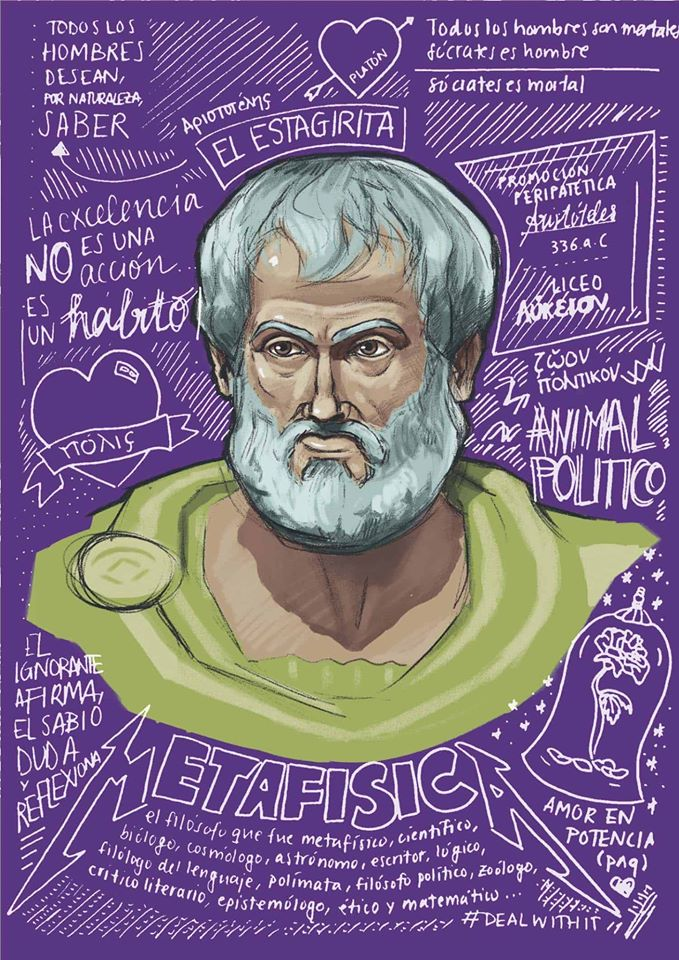 TODOS LOS
HOMBRES
DESEAN,
POR NATURALEZA,
SABER
PLATÓN
Todos los hombres son mortales
Sócrates es hombre
Sócrates es mortal
Αριστοτέλης
EL ESTAGIRITA
LA excelencia
NO ES UNA
acción
ES
UN hábito
PROMOCIÓN
PERIPATÉTICA
Aristóteles
336 a.C
LICEO
Λύκειον
πόλις
ζῷον
πολιτικόν
#ANIMAL
POLITICO
EL
IGNORANTE
AFIRMA,
EL SABIO
DUDA
Y
REFLEXIONA
METAFISICA
el filósofo que fue metafísico, científico,
biólogo, cosmólogo, astrónomo, escritor, lógico,
filólogo del lenguaje, polímata, filósofo político, zoólogo,
crítico literario, epistemólogo, ético y matemático...
#DEALWITHIT
AMOR EN
POTENCIA
(p∧q)